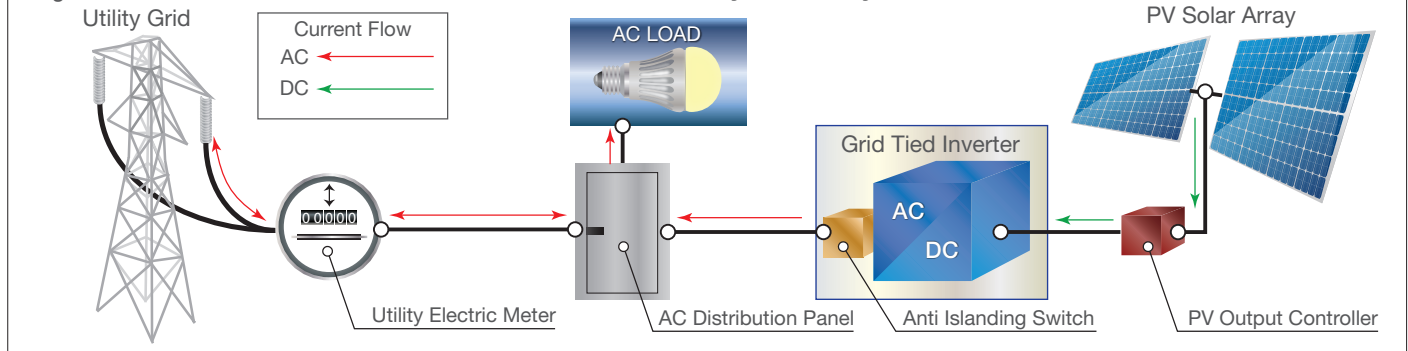 Utility Grid
Current Flow
AC
DC
AC LOAD
PV Solar Array
Grid Tied Inverter
AC
DC
00000
Utility Electric Meter
AC Distribution Panel
Anti Islanding Switch
PV Output Controller